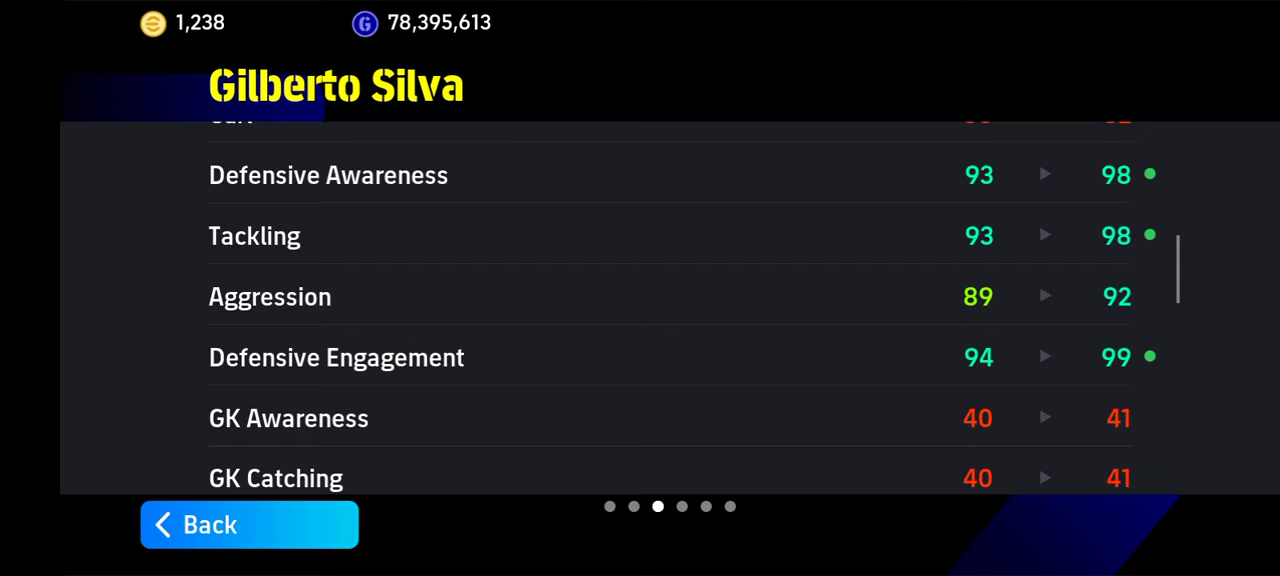 1,238 78,395,613
Gilberto Silva
Defensive Awareness 93 98
Tackling 93 98
Aggression 89 92
Defensive Engagement 94 99
GK Awareness 40 41
GK Catching 40 41
Back